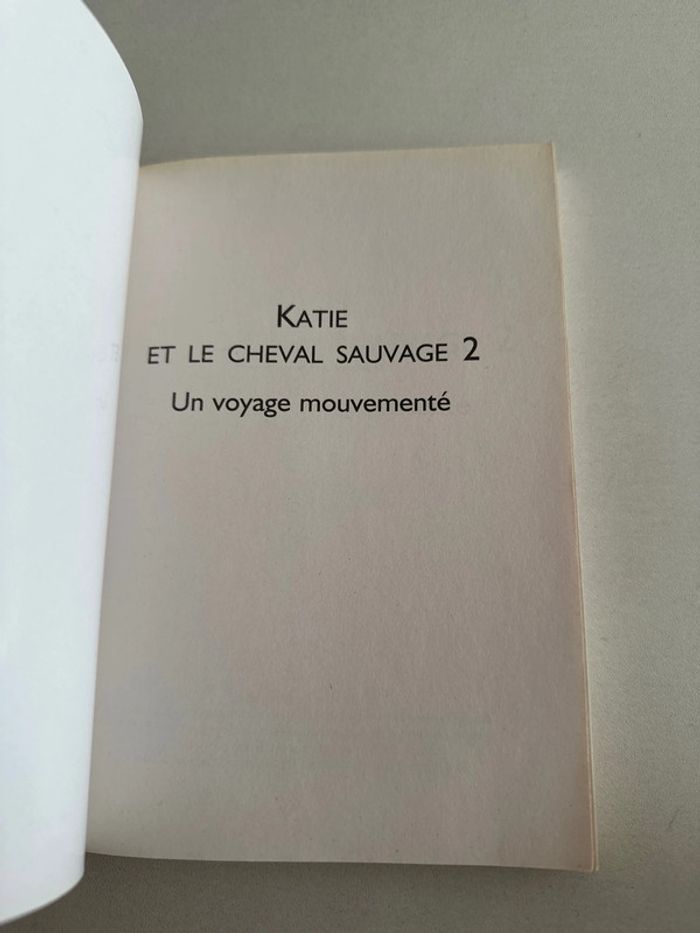 KATIE
ET LE CHEVAL SAUVAGE 2
Un voyage mouvementé